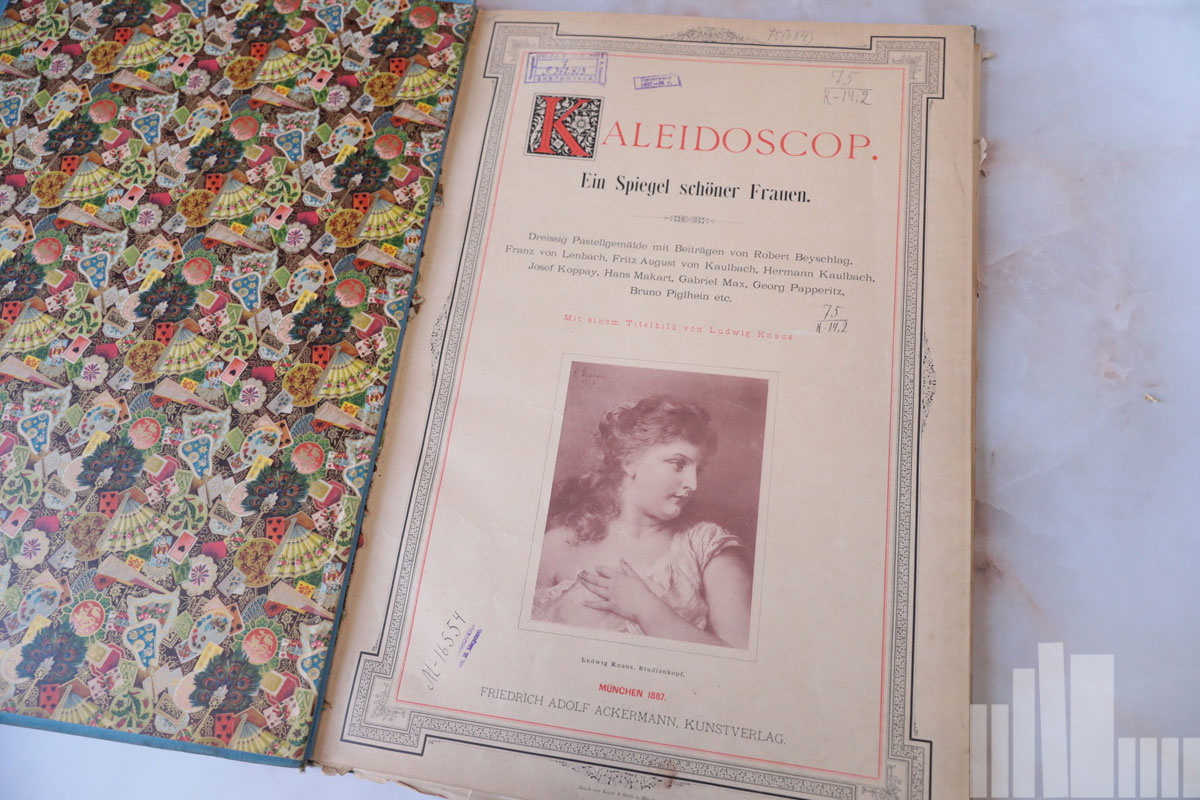 75(084)
75
K-14.2
KALEIDOSCOP.
Ein Spiegel schöner Frauen.
Dreissig Pastellgemälde mit Beiträgen von Robert Beyschlag,
Franz von Lenbach, Fritz August von Kaulbach, Hermann Kaulbach,
Josef Koppay, Hans Makart, Gabriel Max, Georg Papperitz,
Bruno Piglhein etc.
75
K-14.2
Mit einem Titelbild von Ludwig Knaus.
M-16554
Ludwig Knaus, Studienkopf.
MÜNCHEN 1887.
FRIEDRICH ADOLF ACKERMANN, KUNSTVERLAG.